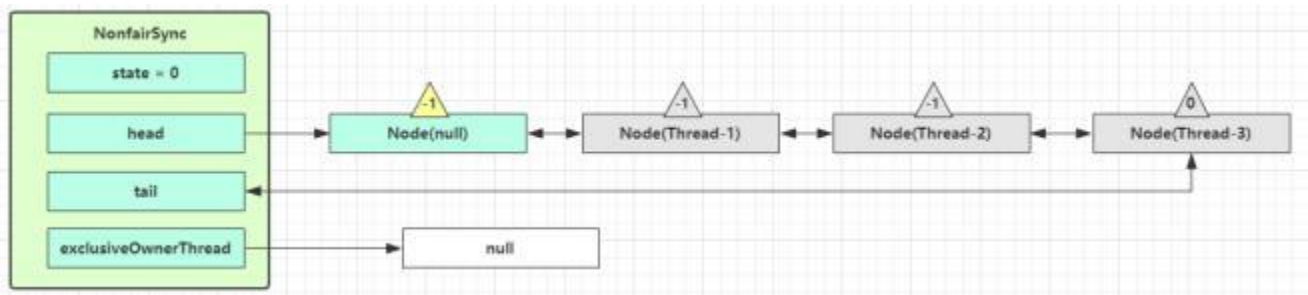 NonfairSync
state = 0
head
tail
exclusiveOwnerThread
-1
Node(null)
-1
Node(Thread-1)
-1
Node(Thread-2)
0
Node(Thread-3)
null